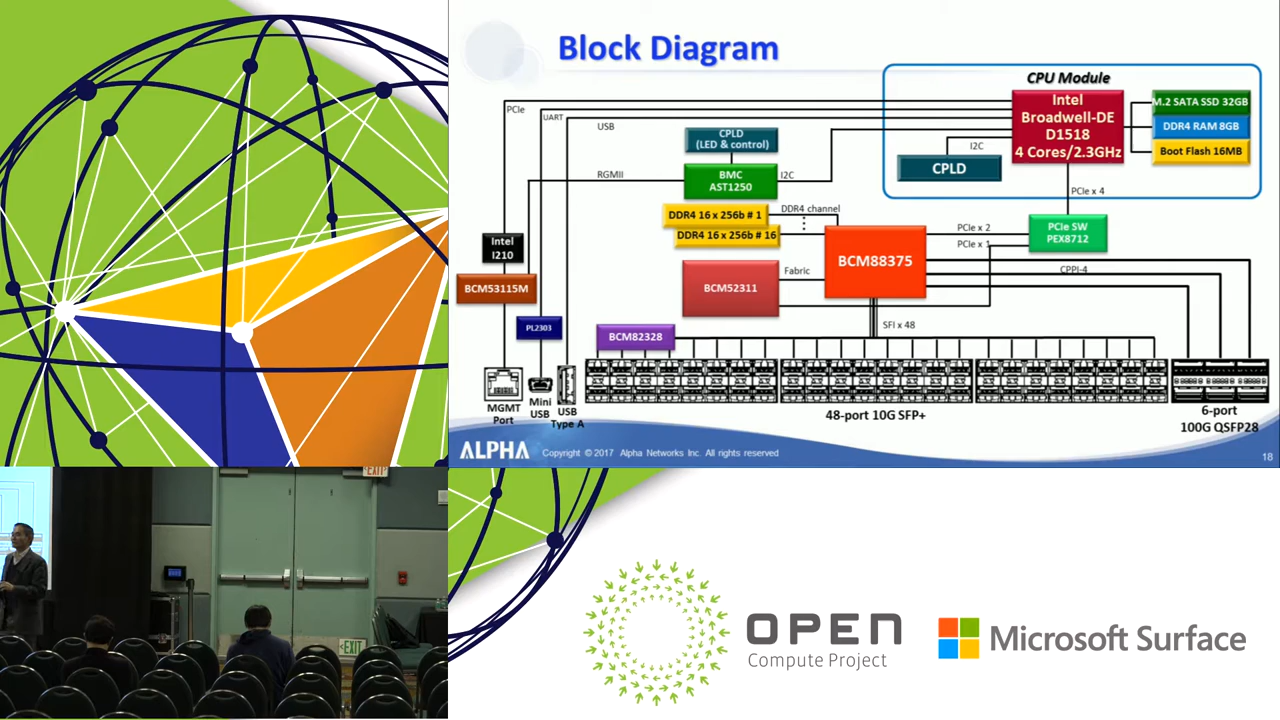 Block Diagram
CPU Module
Intel
Broadwell-DE
D1518
4 Cores/2.3GHz
M.2 SATA SSD 32GB
DDR4 RAM 8GB
Boot Flash 16MB
I2C
CPLD
PCIe x 4
PCIe
UART
USB
CPLD
(LED & control)
RGMII
BMC
AST1250
I2C
DDR4 16 x 256b # 1
DDR4 16 x 256b # 16
DDR4 channel
BCM88375
PCIe x 2
PCIe x 1
PCIe SW
PEX8712
Intel
I210
BCM53115M
BCM52311
Fabric
CPPI-4
PL2303
BCM82328
SFI x 48
MGMT
Port
Mini
USB
USB
Type A
48-port 10G SFP+
6-port
100G QSFP28
ALPHA
Copyright © 2017 Alpha Networks Inc. All rights reserved
18
EXIT
EXIT
OPEN
Compute Project
Microsoft Surface